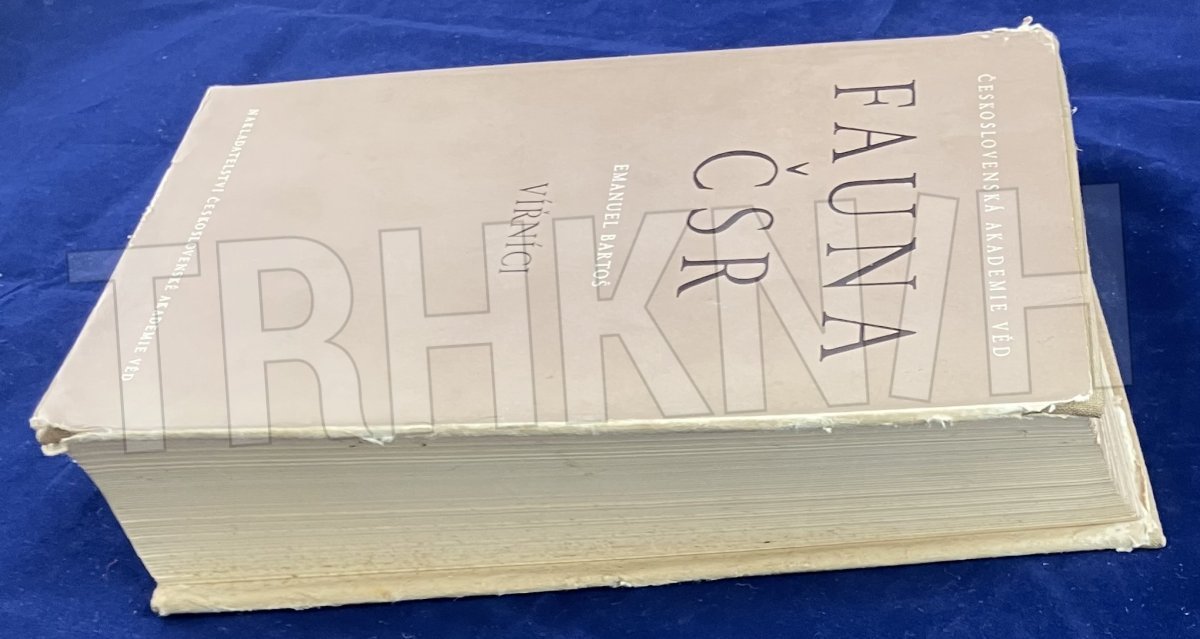 ČESKOSLOVENSKÁ AKADEMIE VĚD
FAUNA
ČSR
EMANUEL BARTOŠ
VÍŘNÍCI
NAKLADATELSTVÍ ČESKOSLOVENSKÉ AKADEMIE VĚD
TRHKNIH